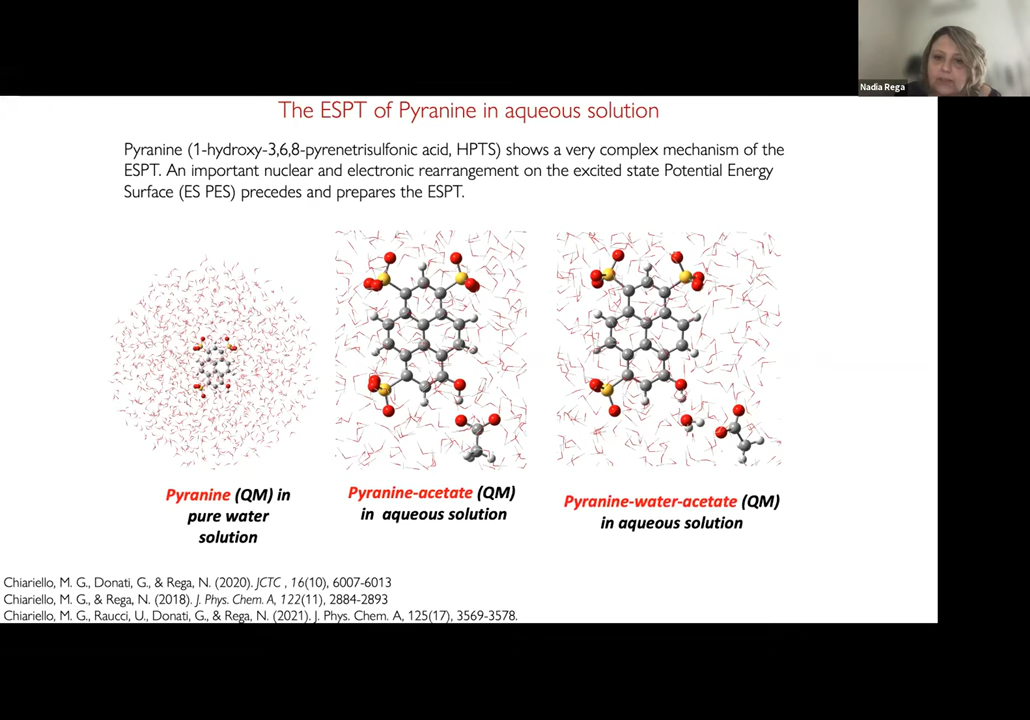 Nadia Rega
The ESPT of Pyranine in aqueous solution
Pyranine (1-hydroxy-3,6,8-pyrenetrisulfonic acid, HPTS) shows a very complex mechanism of the
ESPT. An important nuclear and electronic rearrangement on the excited state Potential Energy
Surface (ES PES) precedes and prepares the ESPT.
Pyranine (QM) in
pure water
solution
Pyranine-acetate (QM)
in aqueous solution
Pyranine-water-acetate (QM)
in aqueous solution
Chiariello, M. G., Donati, G., & Rega, N. (2020). JCTC , 16(10), 6007-6013
Chiariello, M. G., & Rega, N. (2018). J. Phys. Chem. A, 122(11), 2884-2893
Chiariello, M. G., Raucci, U., Donati, G., & Rega, N. (2021). J. Phys. Chem. A, 125(17), 3569-3578.